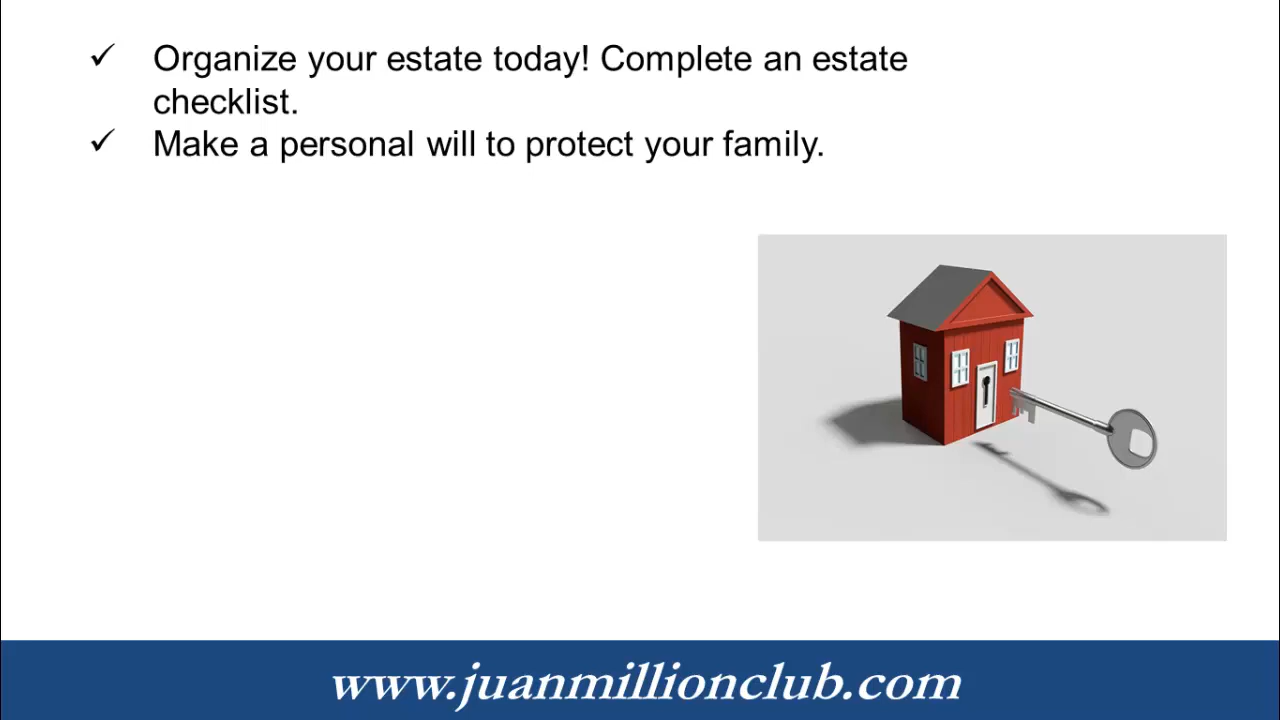 ✓ Organize your estate today! Complete an estate
checklist.
✓ Make a personal will to protect your family.
www.juanmillionclub.com